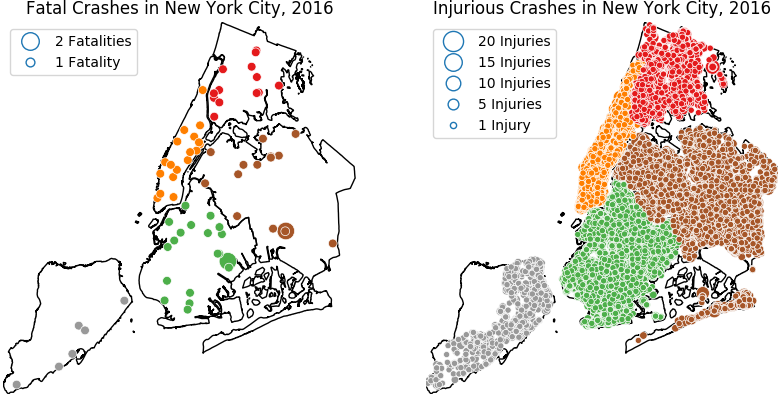 Fatal Crashes in New York City, 2016
2 Fatalities
1 Fatality
Injurious Crashes in New York City, 2016
20 Injuries
15 Injuries
10 Injuries
5 Injuries
1 Injury